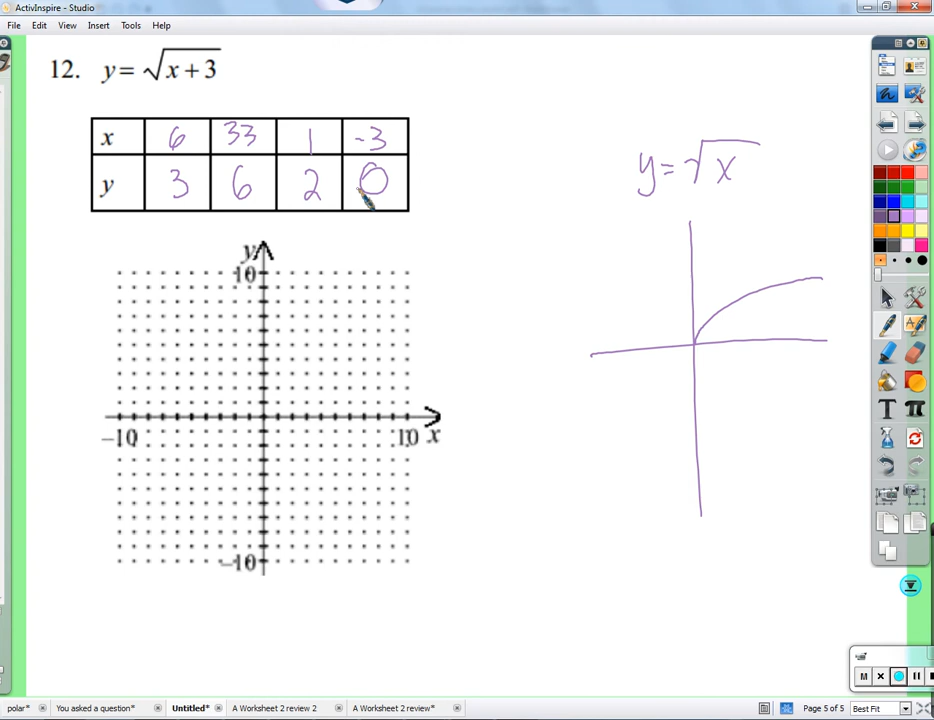 ActivInspire - Studio
File Edit View Insert Tools Help
12. y = √x + 3
x 6 33 1 -3
y 3 6 2 0
y = √x
y
10
-10 10 x
-10
M
polar* You asked a question* Untitled* A Worksheet 2 review 2 A Worksheet 2 review* Page 5 of 5 Best Fit